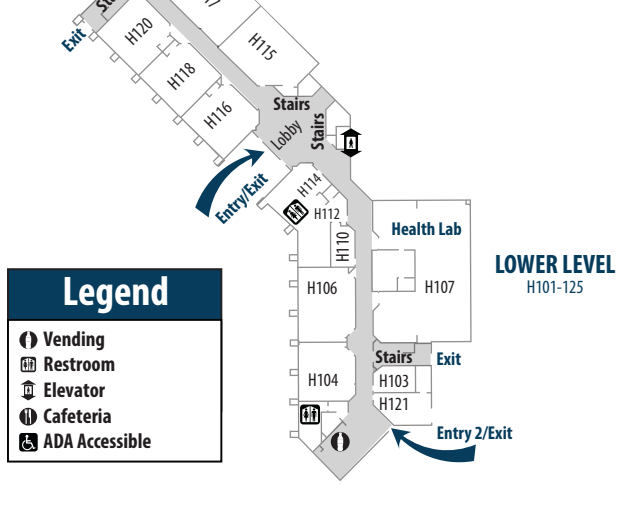 Exit
H120
H115
H118
H116
Stairs
Stairs
Lobby
Entry/Exit
H114
H112
H110
Health Lab
H107
LOWER LEVEL
H101-125
H106
Stairs
Exit
H104
H103
H121
Entry 2/Exit
Legend
Vending
Restroom
Elevator
Cafeteria
ADA Accessible